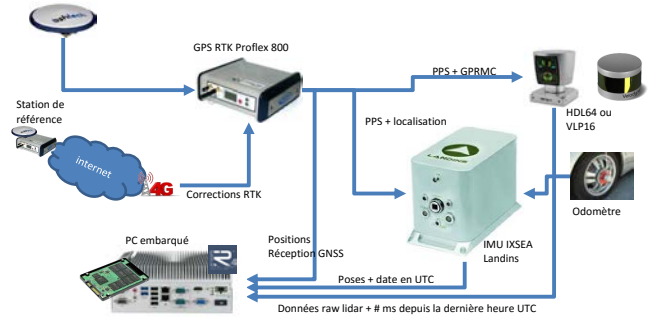 GPS RTK Proflex 800
PPS + GPRMC
HDL64 ou
VLP16
Station de
référence
PPS + localisation
LANDINS
internet
4G
Corrections RTK
Odomètre
PC embarqué
Positions
Réception GNSS
IMU IXSEA
Landins
Poses + date en UTC
Données raw lidar + # ms depuis la dernière heure UTC